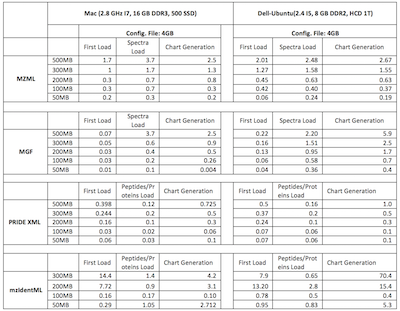 Mac (2.8 GHz I7, 16 GB DDR3, 500 SSD) Dell-Ubuntu(2.4 I5, 8 GB DDR2, HCD 1T)
Config. File: 4GB Config. File: 4GB
First Load Spectra Load Chart Generation First Load Spectra Load Chart Generation
MZML
500MB 1.7 3.7 2.5 2.01 2.48 2.67
300MB 1 1.7 1.3 1.27 1.58 1.55
200MB 0.3 0.7 0.8 0.45 0.63 0.63
100MB 0.3 0.7 0.3 0.42 0.40 0.37
50MB 0.2 0.3 0.2 0.06 0.24 0.19
First Load Spectra Load Chart Generation First Load Spectra Load Chart Generation
MGF
500MB 0.07 3.7 2.5 0.22 2.20 5.9
300MB 0.05 0.6 0.9 0.16 1.51 2.5
200MB 0.03 0.4 0.5 0.13 0.95 1.7
100MB 0.03 0.2 0.26 0.06 0.58 0.7
50MB 0.01 0.1 0.004 0.04 0.36 0.4
First Load Peptides/Proteins Load Chart Generation First Load Peptides/Proteins Load Chart Generation
PRIDE XML
500MB 0.398 0.12 0.725 0.5 0.16 1.0
300MB 0.244 0.2 0.5 0.37 0.2 0.5
200MB 0.16 0.1 0.3 0.24 0.1 0.3
100MB 0.03 0.02 0.06 0.07 0.06 0.1
50MB 0.06 0.03 0.1 0.07 0.06 0.1
First Load Peptides/Proteins Load Chart Generation First Load Peptides/Proteins Load Chart Generation
mzIdentML
300MB 14.4 1.4 4.2 7.9 0.65 70.4
200MB 7.72 0.9 3.1 13.20 2.8 15.4
100MB 0.16 0.17 0.10 0.78 0.5 0.4
50MB 0.29 1.05 2.712 0.95 0.83 5.3